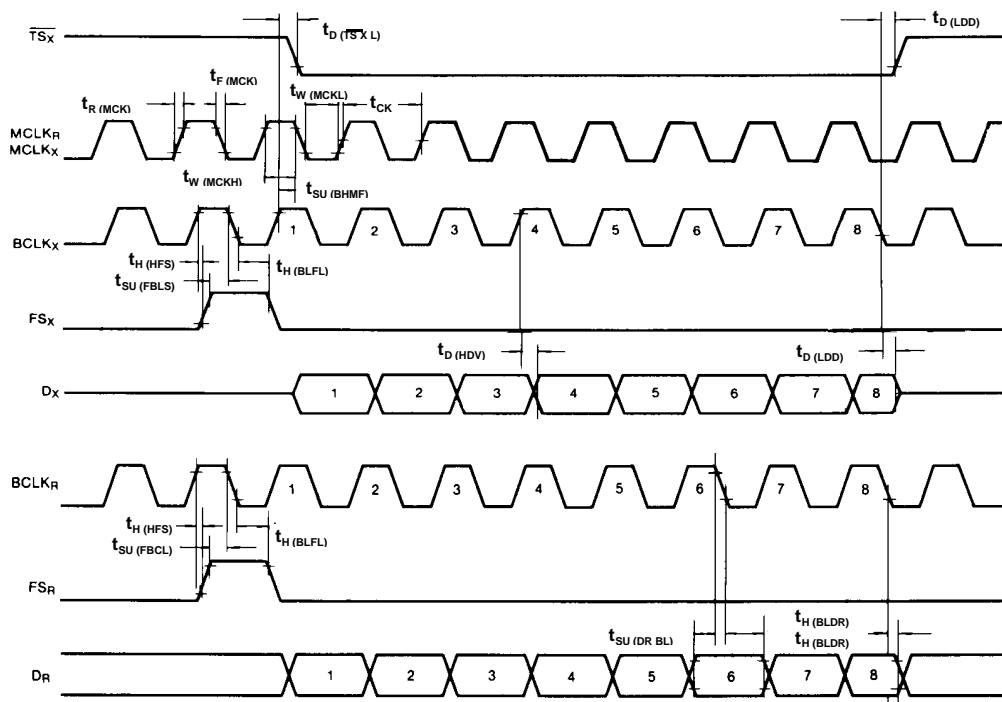 TSX
tD (TS X L)
tD (LDD)
tR (MCK)
tF (MCK)
tW (MCKL)
tCK
MCLKR
MCLKX
tW (MCKH)
tSU (BHMF)
BCLKX
1 2 3 4 5 6 7 8
tH (HFS)
tH (BLFL)
tSU (FBLS)
FSX
tD (HDV)
tD (LDD)
DX
1 2 3 4 5 6 7 8
BCLKR
1 2 3 4 5 6 7 8
tH (HFS)
tH (BLFL)
tSU (FBCL)
FSR
tH (BLDR)
tSU (DR BL)
tH (BLDR)
DR
1 2 3 4 5 6 7 8